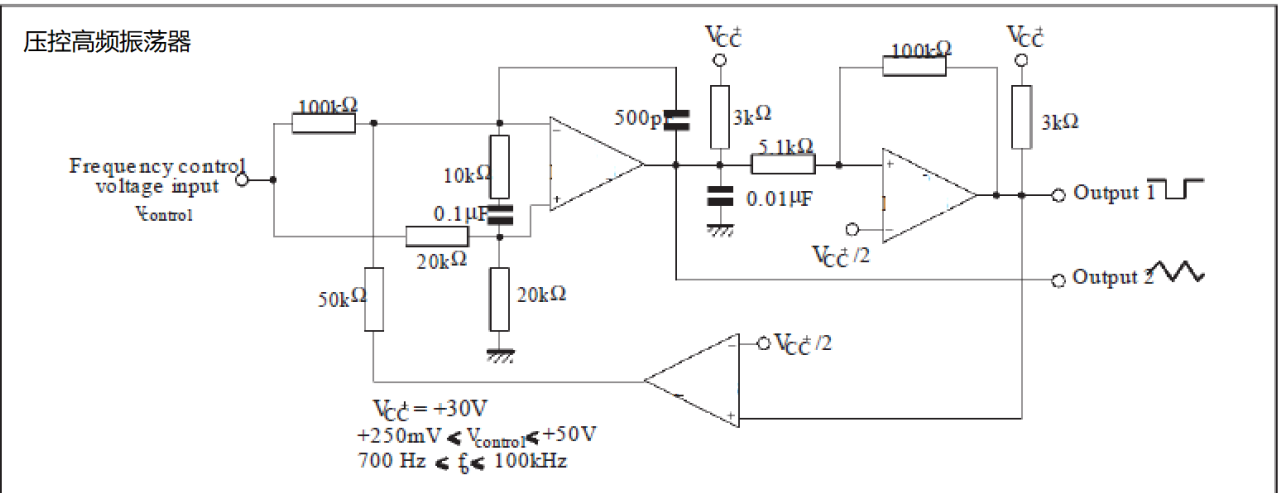 压控高频振荡器
VCC+
VCC+
100kΩ
100kΩ
500pF
3kΩ
3kΩ
5.1kΩ
Frequency control
voltage input
Vcontrol
10kΩ
0.1μF
0.01μF
Output 1
VCC+/2
20kΩ
50kΩ
20kΩ
Output 2
VCC+/2
VCC+ = +30V
+250mV < Vcontrol < +50V
700 Hz < fo < 100kHz